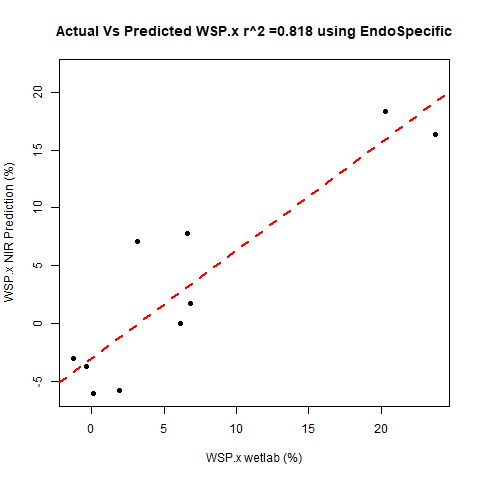 Actual Vs Predicted WSP.x r^2 =0.818 using EndoSpecific
WSP.x NIR Prediction (%)
20
15
10
5
0
-5
0 5 10 15 20
WSP.x wetlab (%)